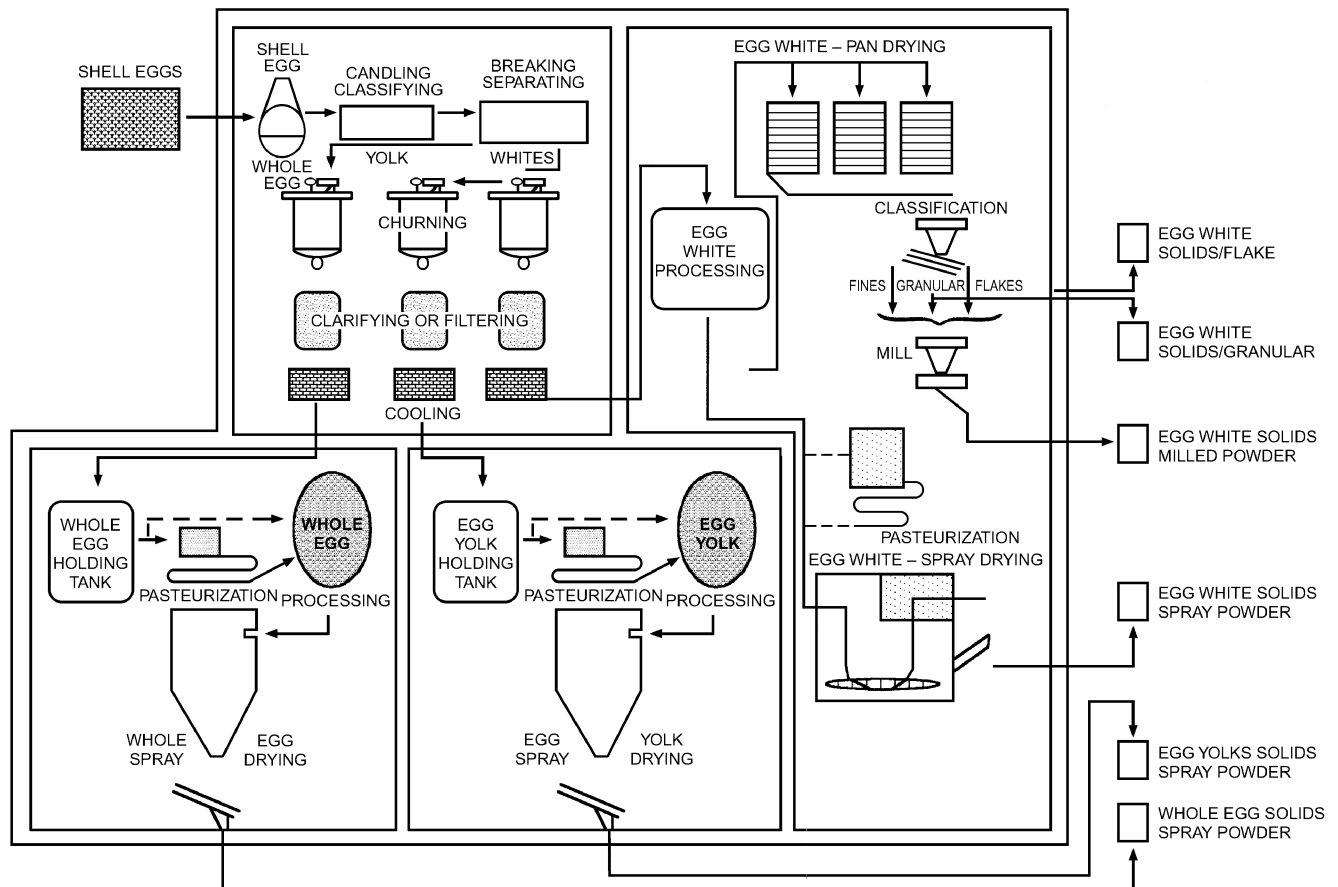 SHELL EGGS
SHELL
EGG
CANDLING
CLASSIFYING
BREAKING
SEPARATING
WHOLE
EGG
YOLK
WHITES
CHURNING
CLARIFYING OR FILTERING
COOLING
EGG WHITE – PAN DRYING
EGG
WHITE
PROCESSING
CLASSIFICATION
FINES
GRANULAR
FLAKES
MILL
PASTEURIZATION
EGG WHITE – SPRAY DRYING
WHOLE
EGG
HOLDING
TANK
PASTEURIZATION
WHOLE
EGG
PROCESSING
WHOLE
SPRAY
EGG
DRYING
EGG
YOLK
HOLDING
TANK
PASTEURIZATION
EGG
YOLK
PROCESSING
EGG
SPRAY
YOLK
DRYING
EGG WHITE
SOLIDS/FLAKE
EGG WHITE
SOLIDS/GRANULAR
EGG WHITE SOLIDS
MILLED POWDER
EGG WHITE SOLIDS
SPRAY POWDER
EGG YOLKS SOLIDS
SPRAY POWDER
WHOLE EGG SOLIDS
SPRAY POWDER